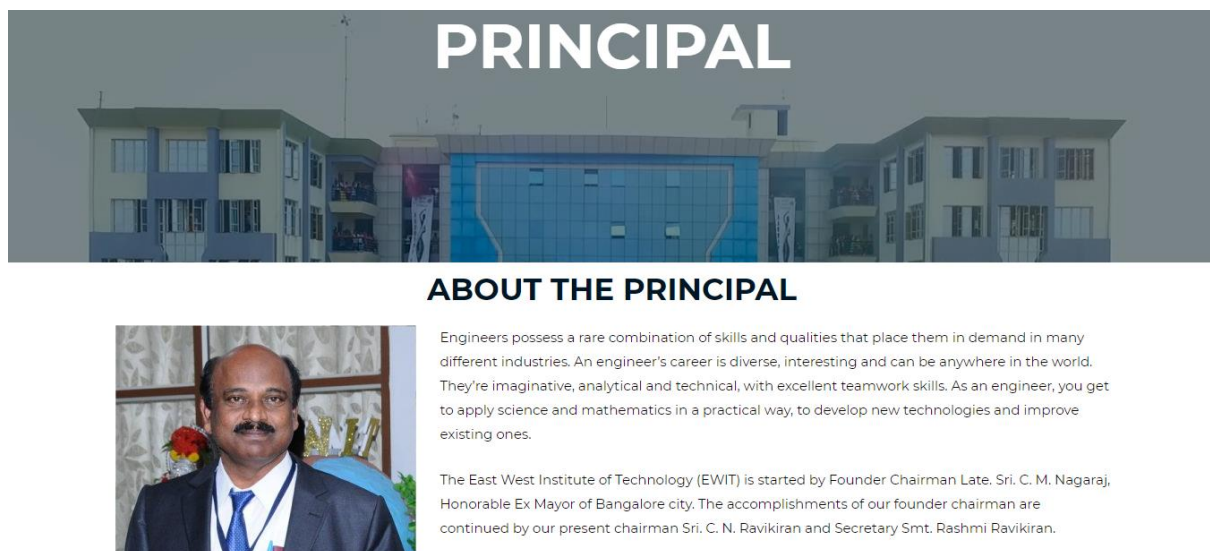 PRINCIPAL
ABOUT THE PRINCIPAL
Engineers possess a rare combination of skills and qualities that place them in demand in many
different industries. An engineer's career is diverse, interesting and can be anywhere in the world.
They're imaginative, analytical and technical, with excellent teamwork skills. As an engineer, you get
to apply science and mathematics in a practical way, to develop new technologies and improve
existing ones.
The East West Institute of Technology (EWIT) is started by Founder Chairman Late. Sri. C. M. Nagaraj,
Honorable Ex Mayor of Bangalore city. The accomplishments of our founder chairman are
continued by our present chairman Sri. C. N. Ravikiran and Secretary Smt. Rashmi Ravikiran.